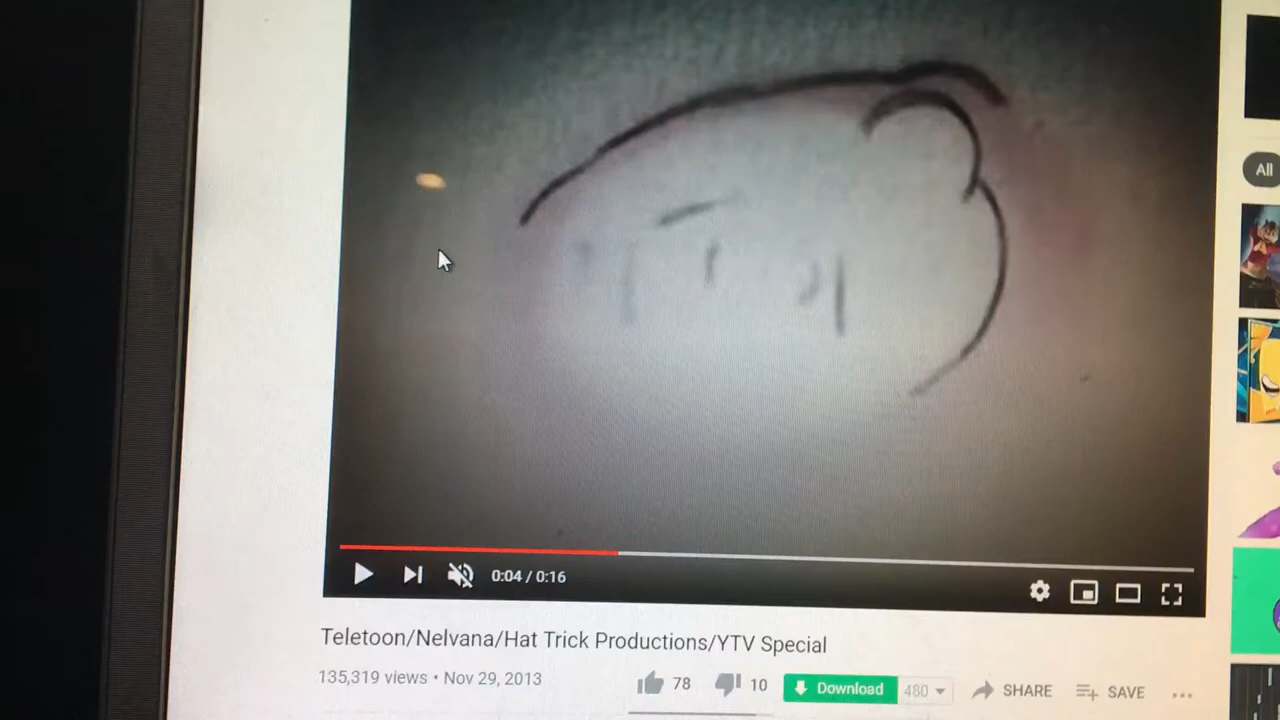 All
0:04 / 0:16
Teletoon/Nelvana/Hat Trick Productions/YTV Special
135,319 views • Nov 29, 2013
78
10
Download
480
SHARE
SAVE